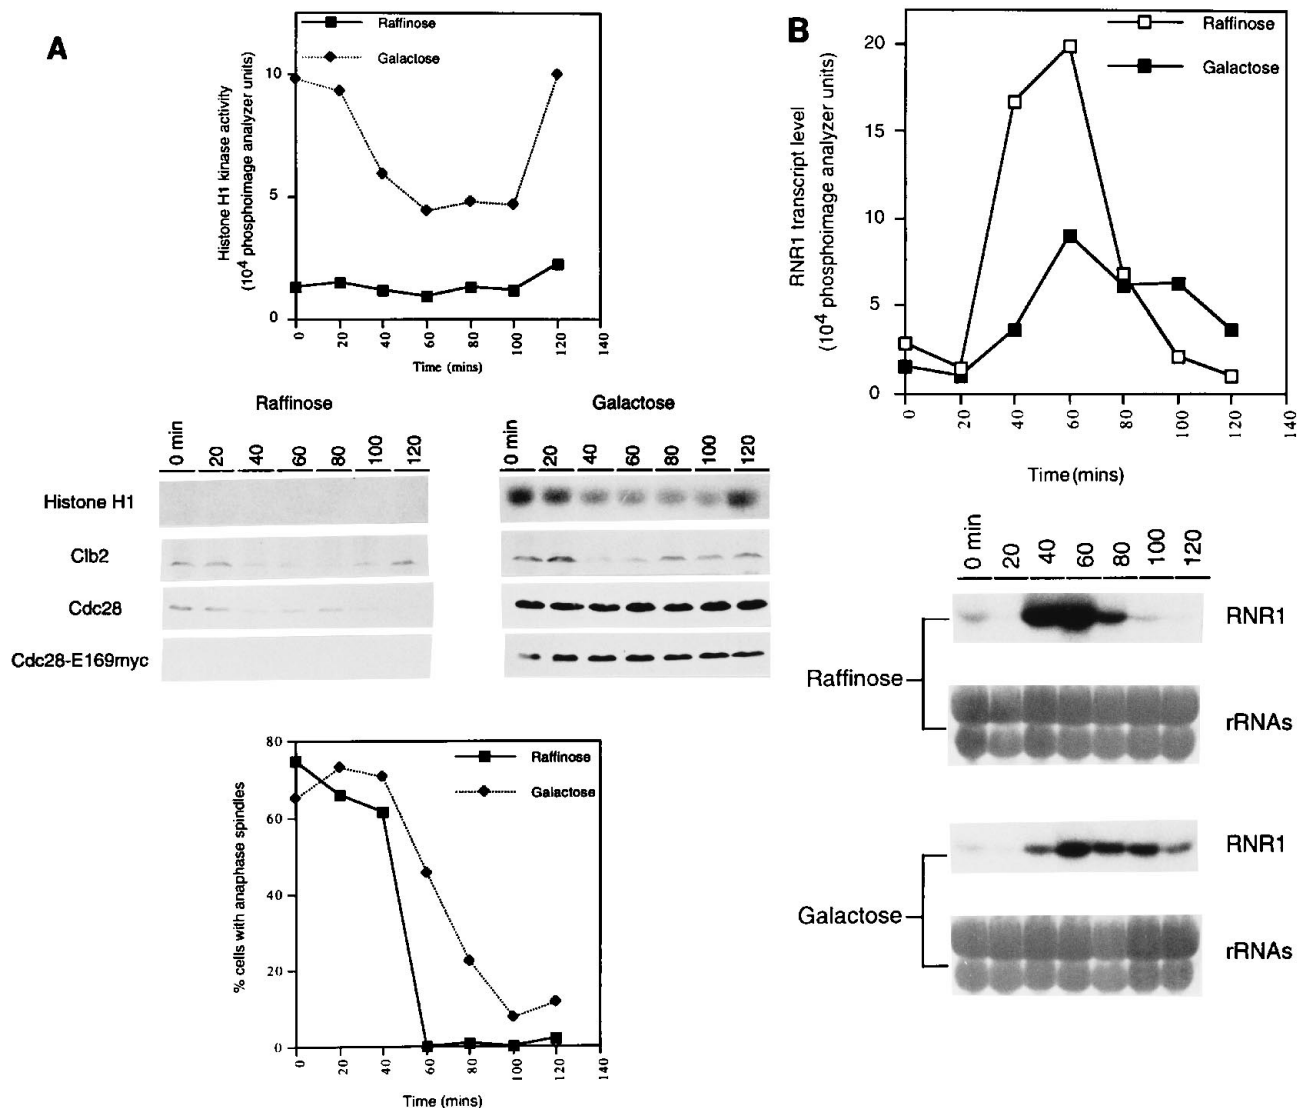 A
Raffinose
Galactose
Histone H1 kinase activity
(10⁴ phosphoimage analyzer units)
10
5
0
0 20 40 60 80 100 120 140
Time (mins)
Raffinose
Galactose
0 min 20 40 60 80 100 120
0 min 20 40 60 80 100 120
Histone H1
Clb2
Cdc28
Cdc28-E169myc
Raffinose
Galactose
% cells with anaphase spindles
80
60
40
20
0
0 20 40 60 80 100 120 140
Time (mins)
B
Raffinose
Galactose
RNR1 transcript level
(10⁴ phosphoimage analyzer units)
20
15
10
5
0
0 20 40 60 80 100 120 140
Time (mins)
0 min 20 40 60 80 100 120
RNR1
Raffinose
rRNAs
RNR1
Galactose
rRNAs